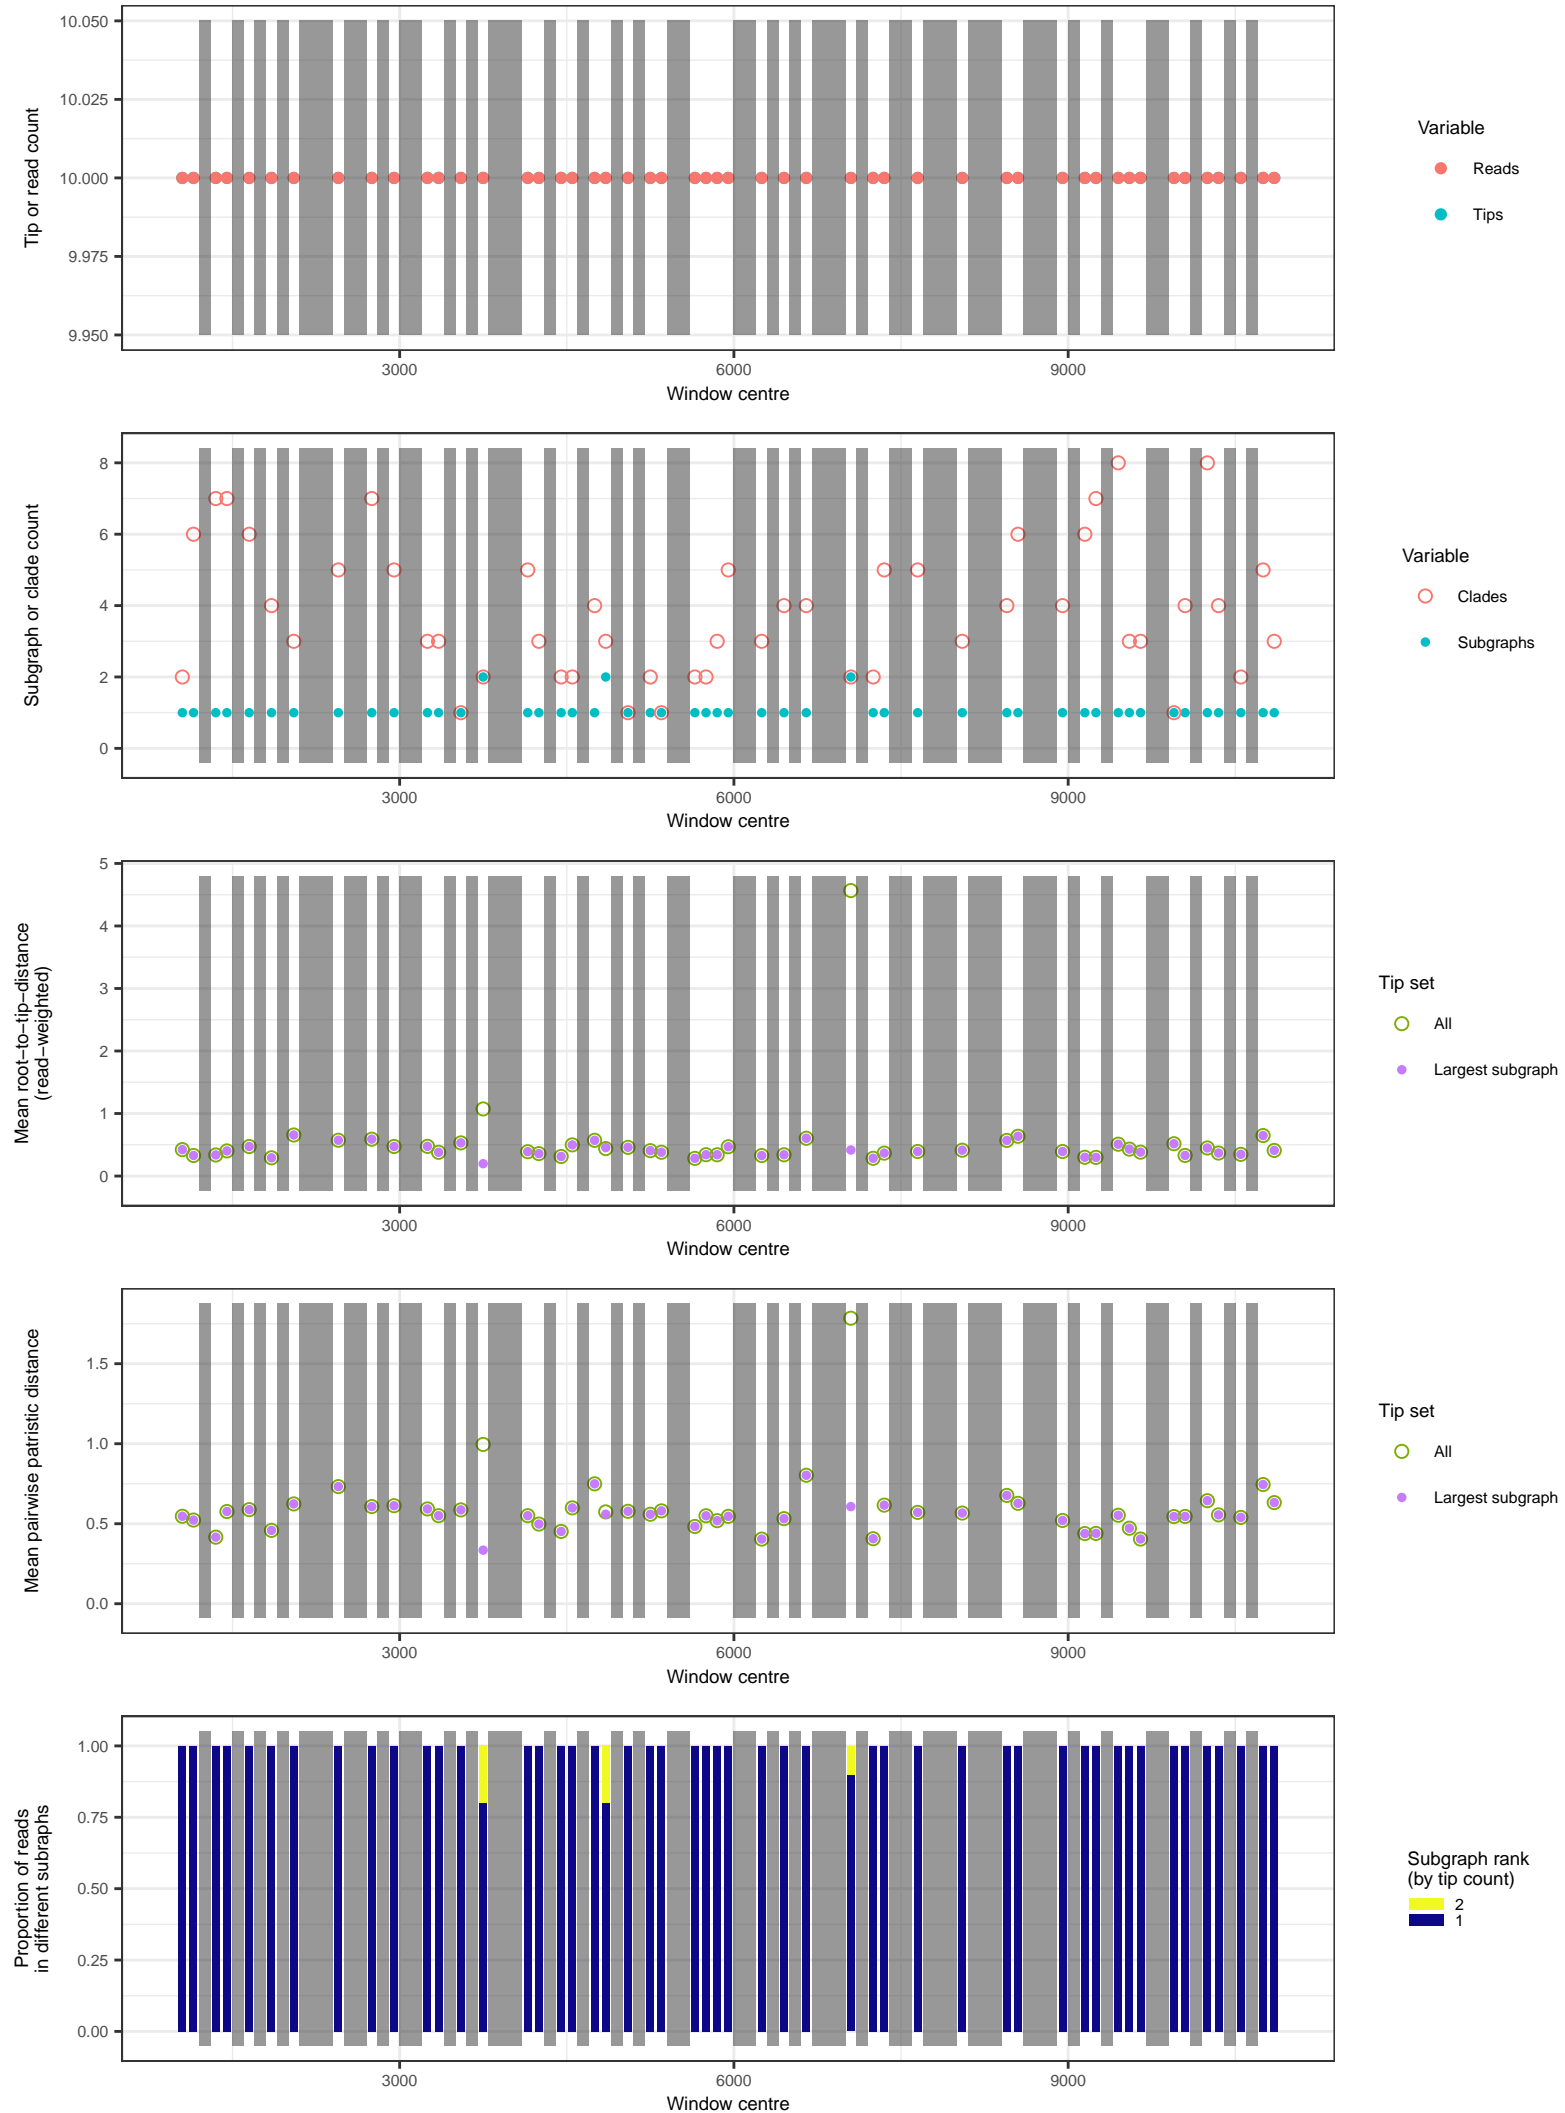 10.050
10.025
10.000
9.975
9.950
Tip or read count
3000 6000 9000
Window centre
Variable
Reads
Tips
8
6
4
2
0
Subgraph or clade count
3000 6000 9000
Window centre
Variable
Clades
Subgraphs
5
4
3
2
1
0
Mean root−to−tip−distance
(read−weighted)
3000 6000 9000
Window centre
Tip set
All
Largest subgraph
1.5
1.0
0.5
0.0
Mean pairwise patristic distance
3000 6000 9000
Window centre
Tip set
All
Largest subgraph
1.00
0.75
0.50
0.25
0.00
Proportion of reads
in different subraphs
3000 6000 9000
Window centre
Subgraph rank
(by tip count)
2
1